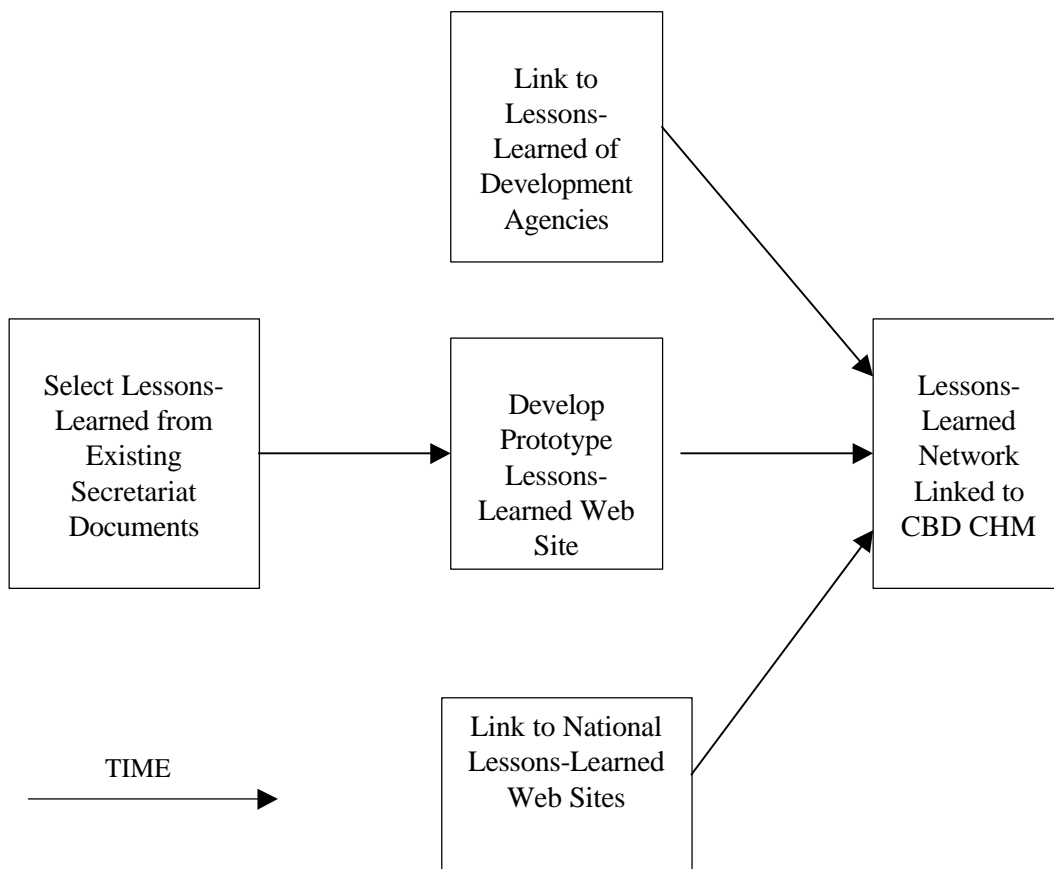 Link to
Lessons-
Learned of
Development
Agencies
Select Lessons-
Learned from
Existing
Secretariat
Documents
Develop
Prototype
Lessons-
Learned Web
Site
Lessons-
Learned
Network
Linked to
CBD CHM
Link to National
Lessons-Learned
Web Sites
TIME